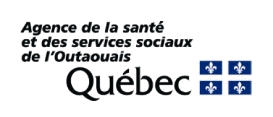 Agence de la santé
et des services sociaux
de l'Outaouais
Québec